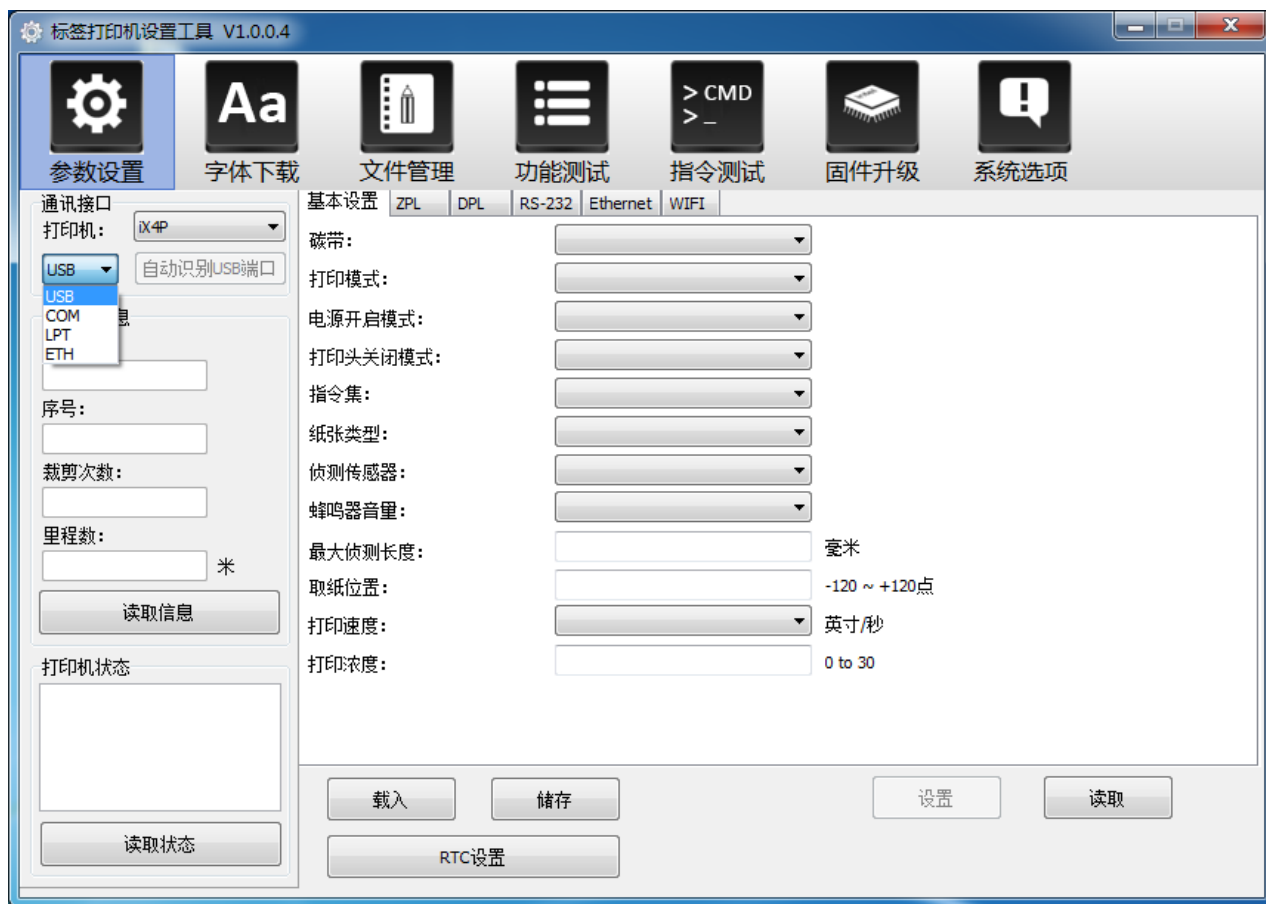 标签打印机设置工具 V1.0.0.4
Aa
> CMD
> _
参数设置 字体下载 文件管理 功能测试 指令测试 固件升级 系统选项
通讯接口
打印机: iX4P
USB 自动识别USB端口
USB
COM
LPT
ETH
息
序号:
裁剪次数:
里程数:
米
读取信息
打印机状态
读取状态
基本设置 ZPL DPL RS-232 Ethernet WIFI
碳带:
打印模式:
电源开启模式:
打印头关闭模式:
指令集:
纸张类型:
侦测传感器:
蜂鸣器音量:
最大侦测长度: 毫米
取纸位置: -120 ~ +120点
打印速度: 英寸/秒
打印浓度: 0 to 30
载入 储存 设置 读取
RTC设置